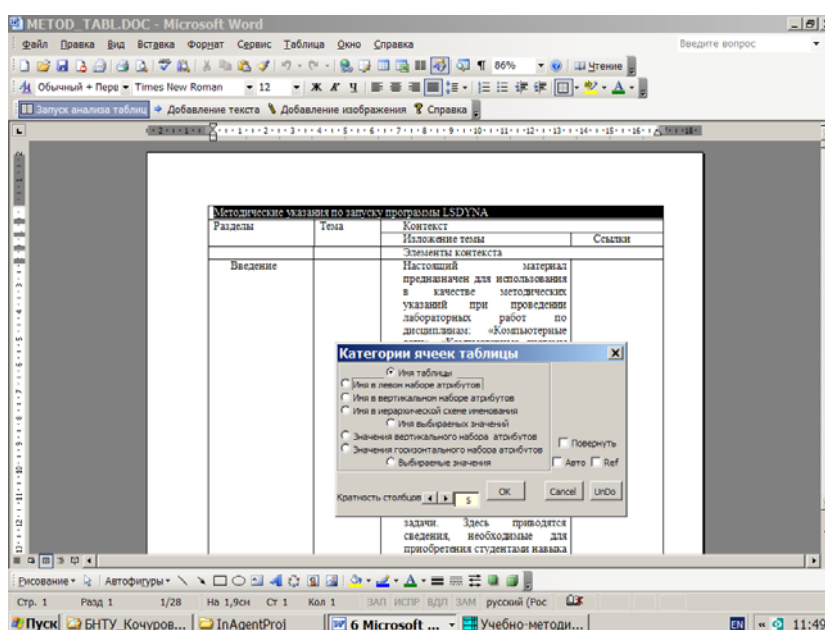 METOD_TABL.DOC - Microsoft Word
Файл Правка Вид Вставка Формат Сервис Таблица Окно Справка Введите вопрос
86% Чтение
Обычный + Перв Times New Roman 12 Ж К Ч
Запуск анализа таблиц Добавление текста Добавление изображения Справка
Методические указания по запуску программы LSDYNA
Разделы Тема Контекст
Изложение темы Ссылки
Элементы контекста
Введение Настоящий материал
предназначен для использования
в качестве методических
указаний при проведении
лабораторных работ по
дисциплинам: «Компьютерные
Категории ячеек таблицы
Имя таблицы
Имя в левом наборе атрибутов
Имя в вертикальном наборе атрибутов
Имя в иерархической схеме именования
Имя выбираемых значений
Значения вертикального набора атрибутов
Значения горизонтального набора атрибутов
Выбираемые значения
Повернуть
Авто Ref
Кратность столбцов 5 OK Cancel UnDo
задачи. Здесь приводятся
сведения, необходимые для
приобретения студентами навыка
Рисование Автофигуры
Стр. 1 Разд 1 1/28 На 1,9см Ст 1 Кол 1 ЗАП ИСПР ВДЛ ЗАМ русский (Рос
Пуск БНТУ_Кочуров... InAgentProj 6 Microsoft ... Учебно-методи... EN 11:49